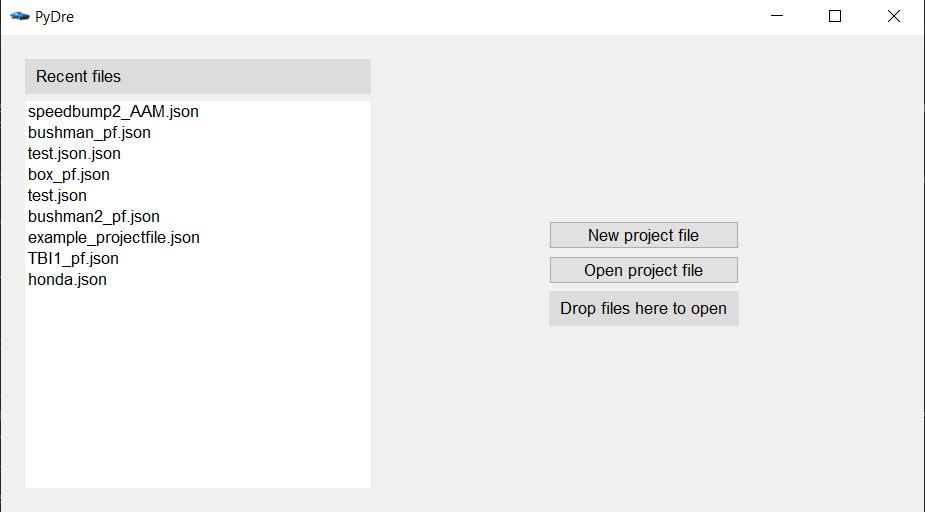 PyDre
Recent files
speedbump2_AAM.json
bushman_pf.json
test.json.json
box_pf.json
test.json
bushman2_pf.json
example_projectfile.json
TBI1_pf.json
honda.json
New project file
Open project file
Drop files here to open